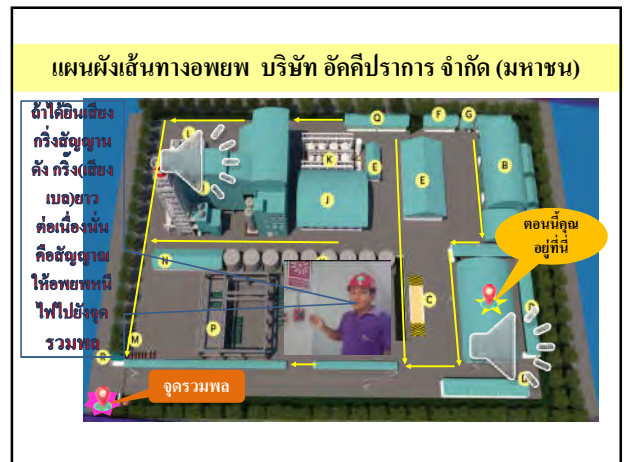 แผนผังเส้นทางอพยพ บริษัท อัคคีปราการ จำกัด (มหาชน)
ถ้าได้ยินเสียง
กริ่งสัญญาน
ดัง กริ๊ง(เสียง
เบล)ยาว
ต่อเนื่องนั่น
คือสัญญาณ
ให้อพยพหนี
ไฟไปยังจุด
รวมพล
Q
F
G
L
K
E
B
E
J
ตอนนี้คุณ
อยู่ที่นี่
N
C
P
M
R
จุดรวมพล